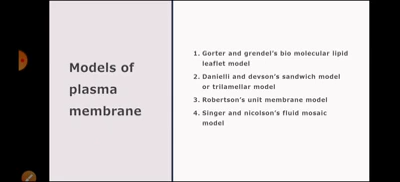 Models of
plasma
membrane
1. Gorter and grendel's bio molecular lipid
leaflet model
2. Danielli and devson's sandwich model
or trilamellar model
3. Robertson's unit membrane model
4. Singer and nicolson's fluid mosaic
model